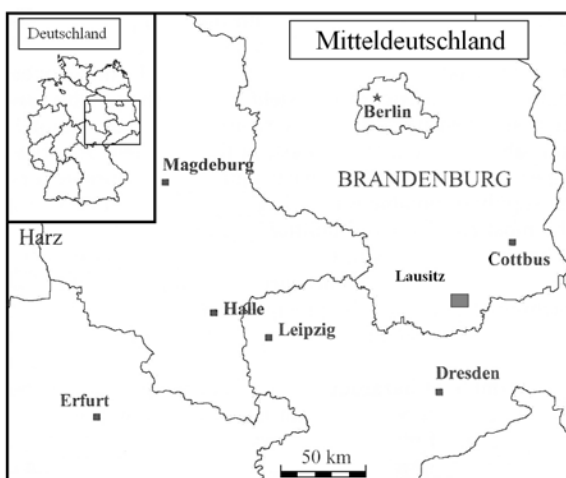 Deutschland
Mitteldeutschland
Berlin
Magdeburg
BRANDENBURG
Harz
Cottbus
Lausitz
Halle
Leipzig
Dresden
Erfurt
50 km